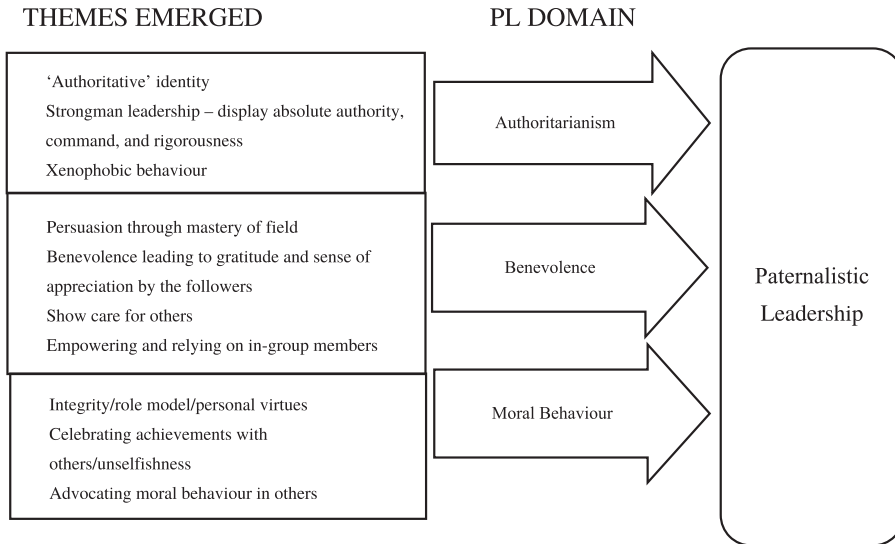 THEMES EMERGED
PL DOMAIN
‘Authoritative’ identity
Strongman leadership – display absolute authority,
command, and rigorousness
Xenophobic behaviour
Authoritarianism
Persuasion through mastery of field
Benevolence leading to gratitude and sense of
appreciation by the followers
Show care for others
Empowering and relying on in-group members
Benevolence
Integrity/role model/personal virtues
Celebrating achievements with
others/unselfishness
Advocating moral behaviour in others
Moral Behaviour
Paternalistic
Leadership